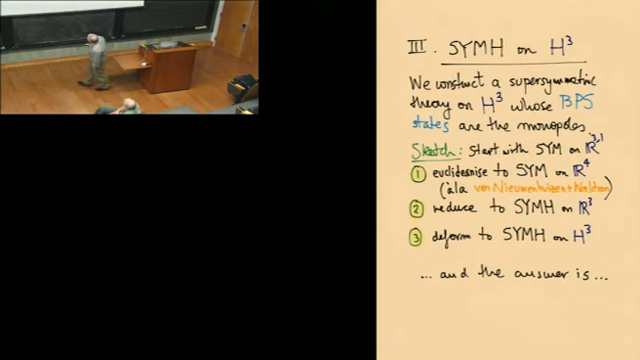 III. SYMH on H³
We construct a supersymmetric
theory on H³ whose BPS
states are the monopoles.
Sketch: start with SYM on ℝ³,¹
① euclideanise to SYM on ℝ⁴
(à la van Nieuwenhuizen + Waldron)
② reduce to SYMH on ℝ³
③ deform to SYMH on H³
... and the answer is ...